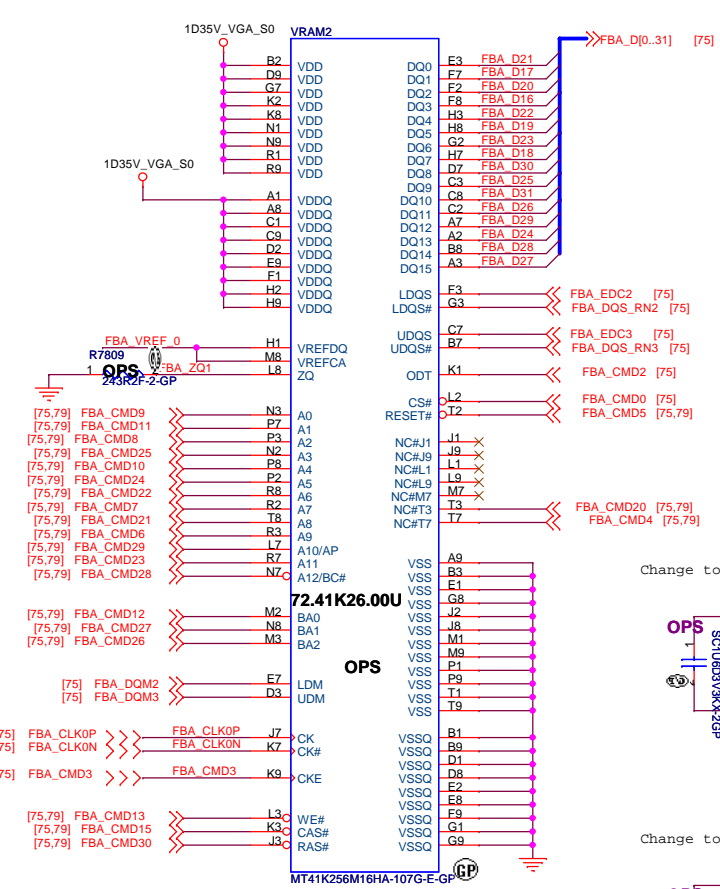 1D35V_VGA_S0
VRAM2
FBA_D[0..31] [75]
B2 VDD DQ0 E3 FBA_D21
D9 VDD DQ1 F7 FBA_D17
G7 VDD DQ2 F2 FBA_D20
K2 VDD DQ3 F8 FBA_D16
K8 VDD DQ4 H3 FBA_D22
N1 VDD DQ5 H8 FBA_D19
N9 VDD DQ6 G2 FBA_D23
R1 VDD DQ7 H7 FBA_D18
R9 VDD DQ8 D7 FBA_D30
1D35V_VGA_S0
DQ9 C3 FBA_D25
A1 VDDQ DQ10 C8 FBA_D31
A8 VDDQ DQ11 C2 FBA_D26
C1 VDDQ DQ12 A7 FBA_D29
C9 VDDQ DQ13 A2 FBA_D24
D2 VDDQ DQ14 B8 FBA_D28
E9 VDDQ DQ15 A3 FBA_D27
F1 VDDQ
H2 VDDQ LDQS F3 FBA_EDC2 [75]
H9 VDDQ LDQS# G3 FBA_DQS_RN2 [75]
UDQS C7 FBA_EDC3 [75]
FBA_VREF_0 H1 VREFDQ UDQS# B7 FBA_DQS_RN3 [75]
R7809 M8 VREFCA
1 OPS FBA_ZQ1 L8 ZQ ODT K1 FBA_CMD2 [75]
243R2F-2-GP
CS# L2 FBA_CMD0 [75]
[75,79] FBA_CMD9 N3 A0 RESET# T2 FBA_CMD5 [75,79]
[75,79] FBA_CMD11 P7 A1
[75,79] FBA_CMD8 P3 A2 NC#J1 J1
[75,79] FBA_CMD25 N2 A3 NC#J9 J9
[75,79] FBA_CMD10 P8 A4 NC#L1 L1
[75,79] FBA_CMD24 P2 A5 NC#L9 L9
[75,79] FBA_CMD22 R8 A6 NC#M7 M7
[75,79] FBA_CMD7 R2 A7 NC#T3 T3 FBA_CMD20 [75,79]
[75,79] FBA_CMD21 T8 A8 NC#T7 T7 FBA_CMD4 [75,79]
[75,79] FBA_CMD6 R3 A9
[75,79] FBA_CMD29 L7 A10/AP
[75,79] FBA_CMD23 R7 A11 VSS A9
[75,79] FBA_CMD28 N7 A12/BC# VSS B3
Change to
VSS E1
72.41K26.00U VSS G8
[75,79] FBA_CMD12 M2 BA0 VSS J2
[75,79] FBA_CMD27 N8 BA1 VSS J8
[75,79] FBA_CMD26 M3 BA2 VSS M1
OPS
VSS M9
OPS VSS P1
[75] FBA_DQM2 E7 LDM VSS P9
[75] FBA_DQM3 D3 UDM VSS T1
VSS T9
1
SC1U6D3V3KX-2GP
75] FBA_CLK0P FBA_CLK0P J7 CK VSSQ B1
75] FBA_CLK0N FBA_CLK0N K7 CK# VSSQ B9
VSSQ D1
75] FBA_CMD3 FBA_CMD3 K9 CKE VSSQ D8
VSSQ E2
VSSQ E8
[75,79] FBA_CMD13 L3 WE# VSSQ F9
[75,79] FBA_CMD15 K3 CAS# VSSQ G1
[75,79] FBA_CMD30 J3 RAS# VSSQ G9
Change to
MT41K256M16HA-107G-E-GP
GP